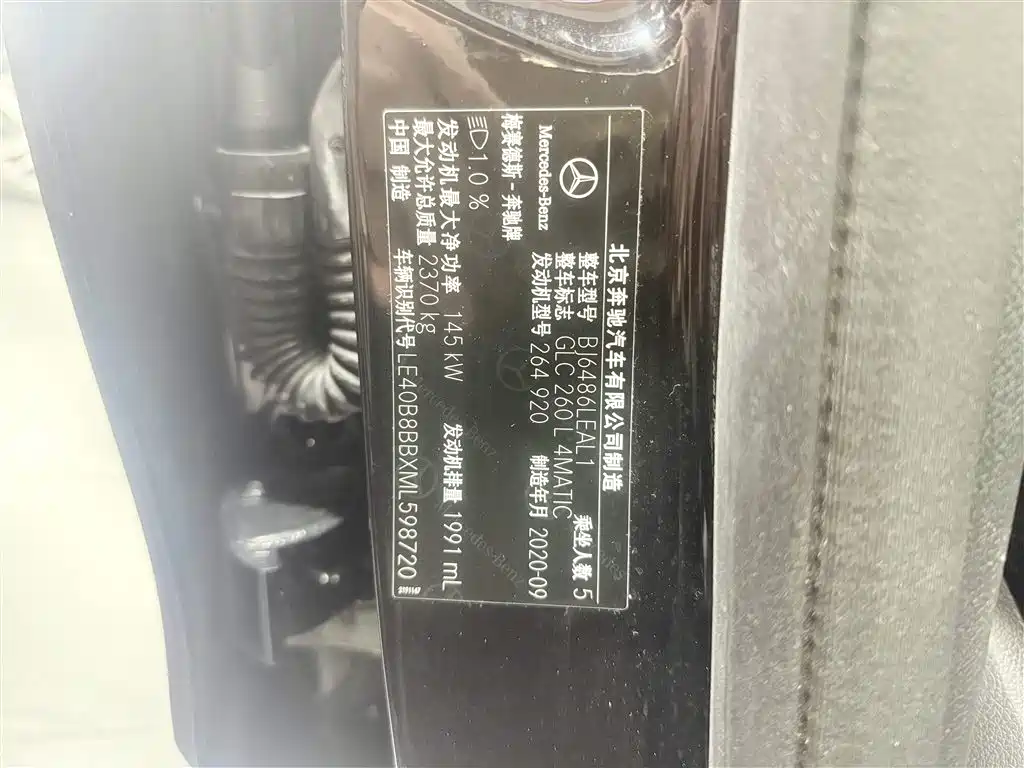 北京奔驰汽车有限公司制造
整车型号 BJ6486LEAL1 乘坐人数 5
整车标志 GLC 260 L 4MATIC
Mercedes-Benz 发动机型号 264 920 制造年月 2020-09
梅赛德斯-奔驰牌
1.0%
发动机最大净功率 145 kW 发动机排量 1991 mL
最大允许总质量 2370 kg
中国 制造 车辆识别代号 LE40B8BBXML598720